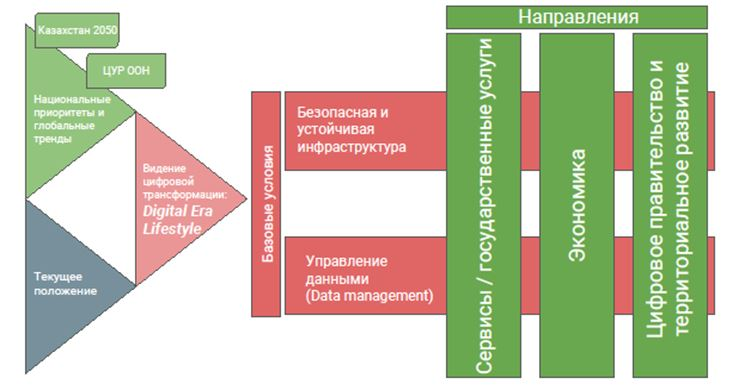 Казахстан 2050
ЦУР ООН
Национальные
приоритеты и
глобальные
тренды
Видение
цифровой
трансформации:
Digital Era
Lifestyle
Текущее
положение
Базовые условия
Безопасная и
устойчивая
инфраструктура
Управление
данными
(Data management)
Направления
Сервисы / государственные услуги
Экономика
Цифровое правительство и
территориальное развитие